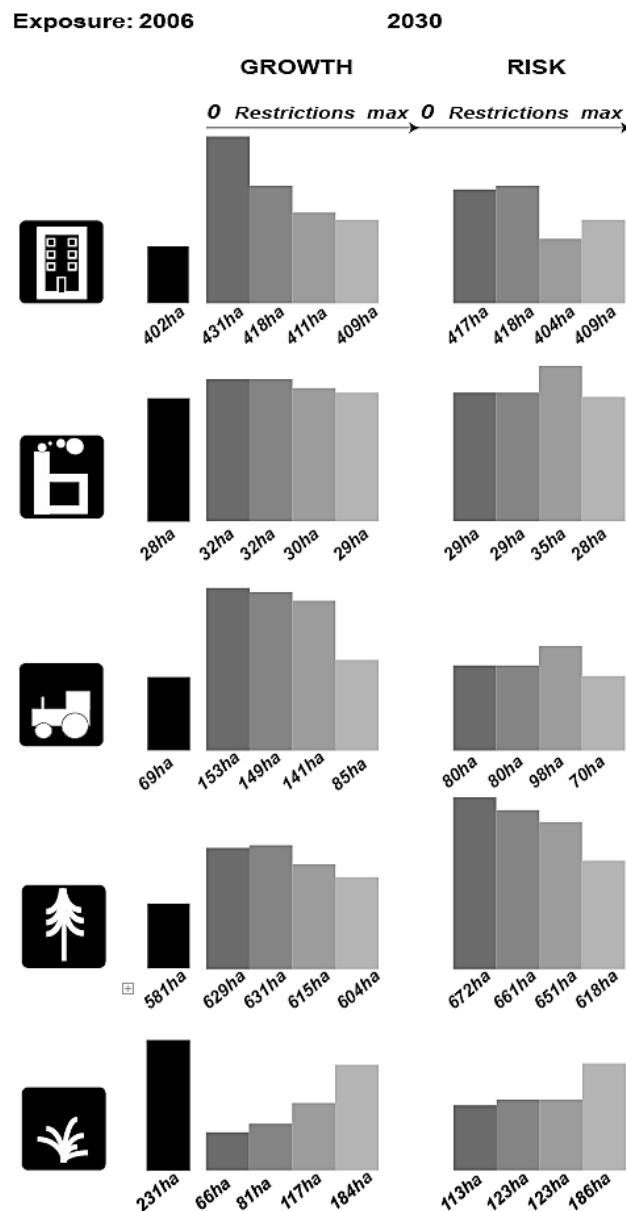 Exposure: 2006 2030
GROWTH RISK
0 Restrictions max 0 Restrictions max
402ha 431ha 418ha 411ha 409ha 417ha 418ha 404ha 409ha
28ha 32ha 32ha 30ha 29ha 29ha 29ha 35ha 28ha
69ha 153ha 149ha 141ha 85ha 80ha 80ha 98ha 70ha
581ha 629ha 631ha 615ha 604ha 672ha 661ha 651ha 618ha
231ha 66ha 81ha 117ha 184ha 113ha 123ha 123ha 186ha